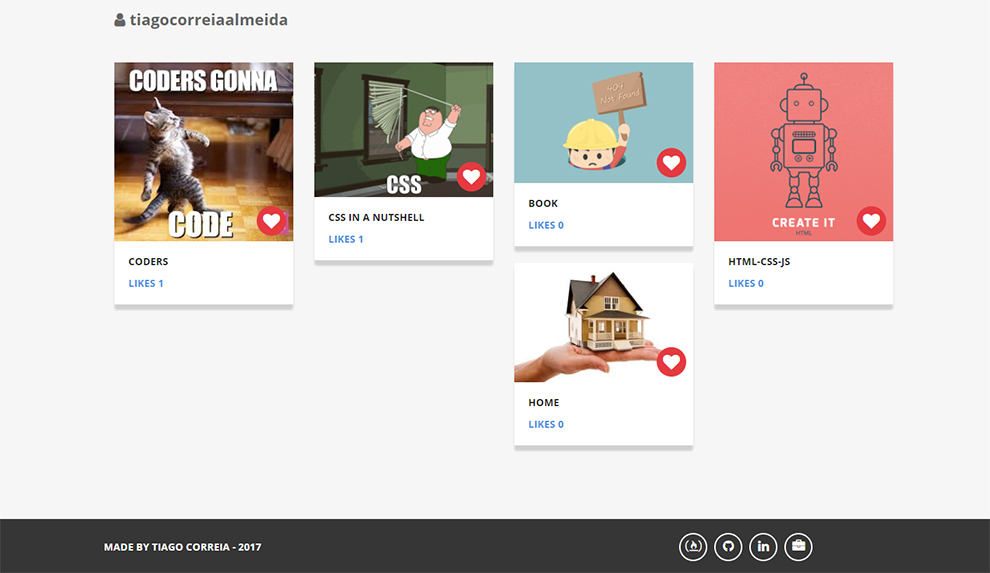 tiagocorreiaalmeida
CODERS GONNA
CODE
CODERS
LIKES 1
CSS
CSS IN A NUTSHELL
LIKES 1
404
Not Found
BOOK
LIKES 0
HOME
LIKES 0
CREATE IT
HTML
HTML-CSS-JS
LIKES 0
MADE BY TIAGO CORREIA - 2017
in